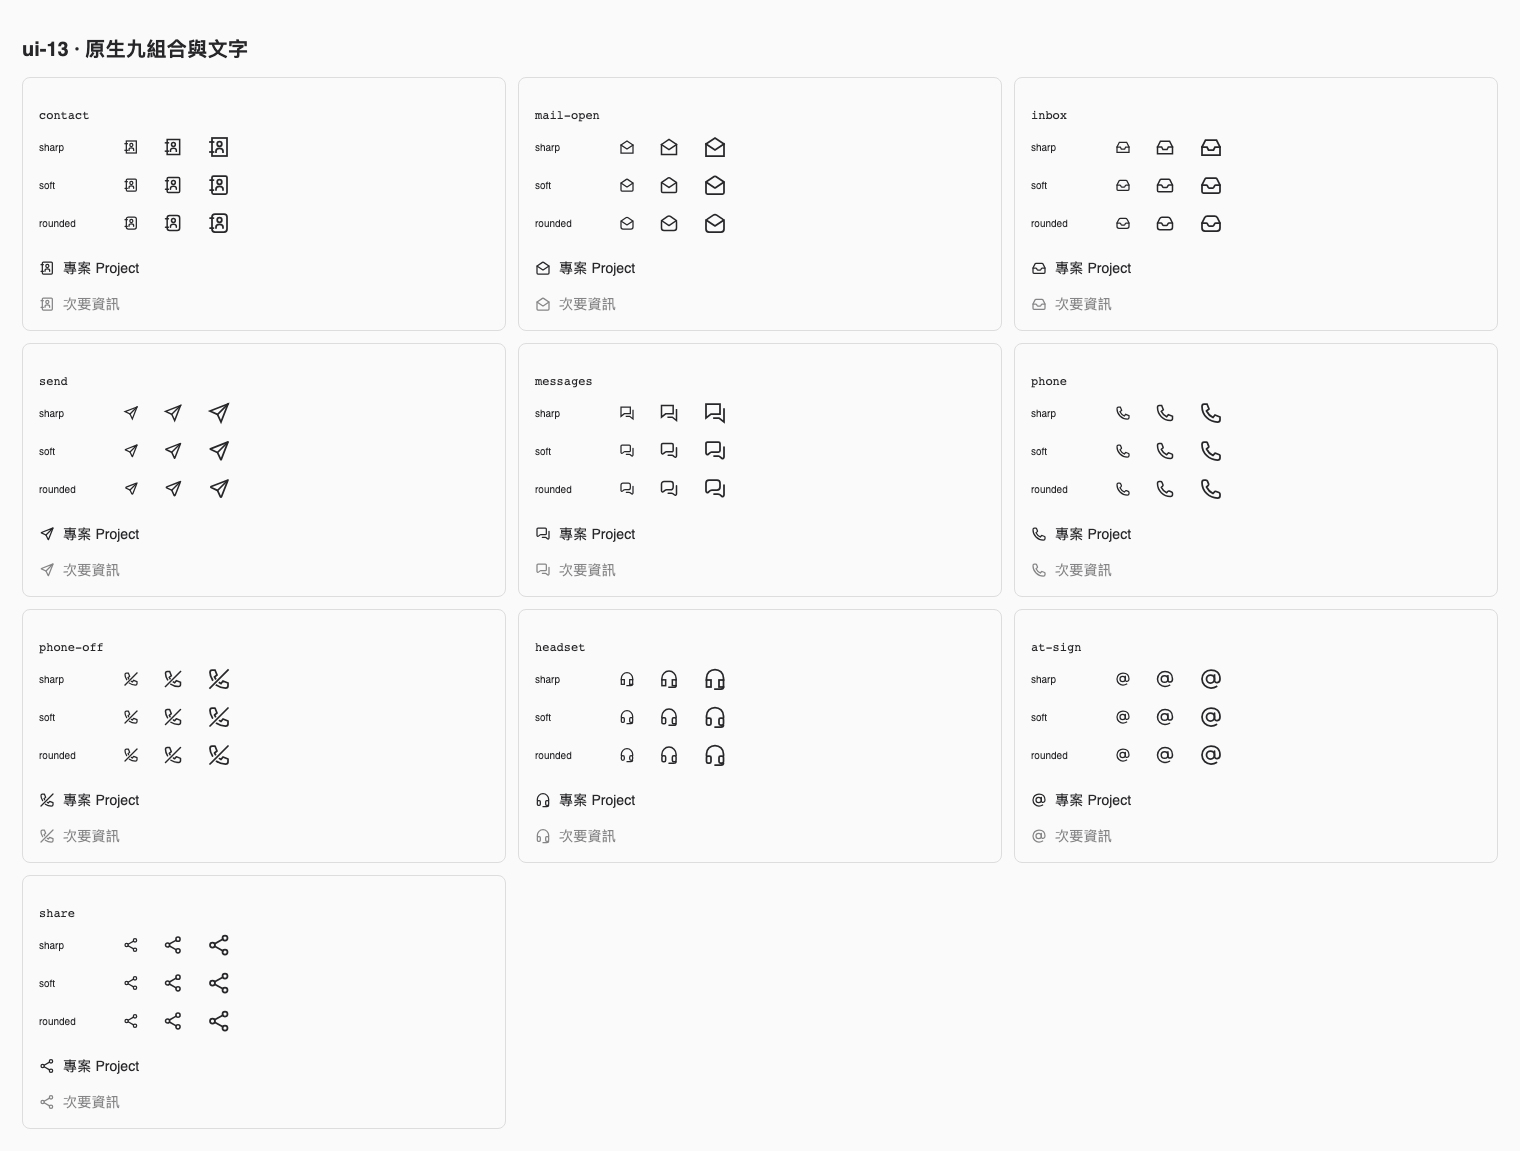 ui-13 · 原生九組合與文字
contact
sharp
soft
rounded
專案 Project
次要資訊
mail-open
sharp
soft
rounded
專案 Project
次要資訊
inbox
sharp
soft
rounded
專案 Project
次要資訊
send
sharp
soft
rounded
專案 Project
次要資訊
messages
sharp
soft
rounded
專案 Project
次要資訊
phone
sharp
soft
rounded
專案 Project
次要資訊
phone-off
sharp
soft
rounded
專案 Project
次要資訊
headset
sharp
soft
rounded
專案 Project
次要資訊
at-sign
sharp
soft
rounded
專案 Project
次要資訊
share
sharp
soft
rounded
專案 Project
次要資訊